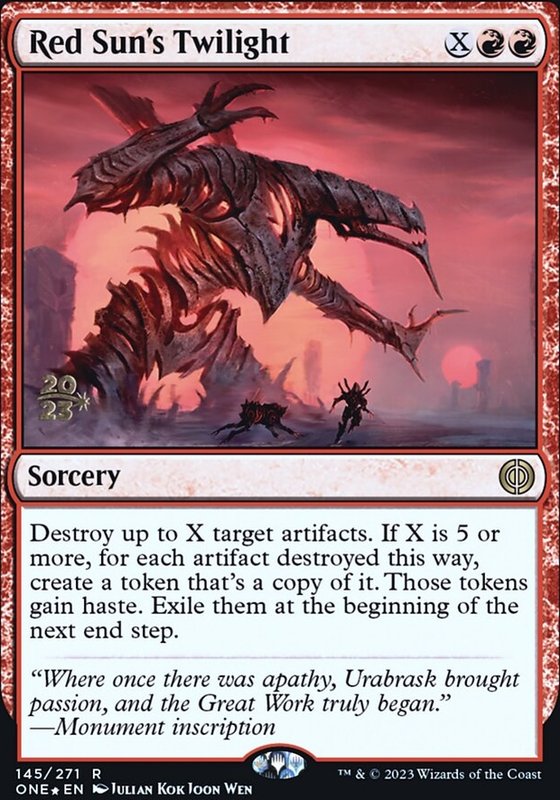 Red Sun's Twilight X
20
23
Sorcery
Destroy up to X target artifacts. If X is 5 or
more, for each artifact destroyed this way,
create a token that's a copy of it. Those tokens
gain haste. Exile them at the beginning of the
next end step.
“Where once there was apathy, Urabrask brought
passion, and the Great Work truly began.”
—Monument inscription
145/271 R
ONE★EN Julian Kok Joon Wen
™ & © 2023 Wizards of the Coast